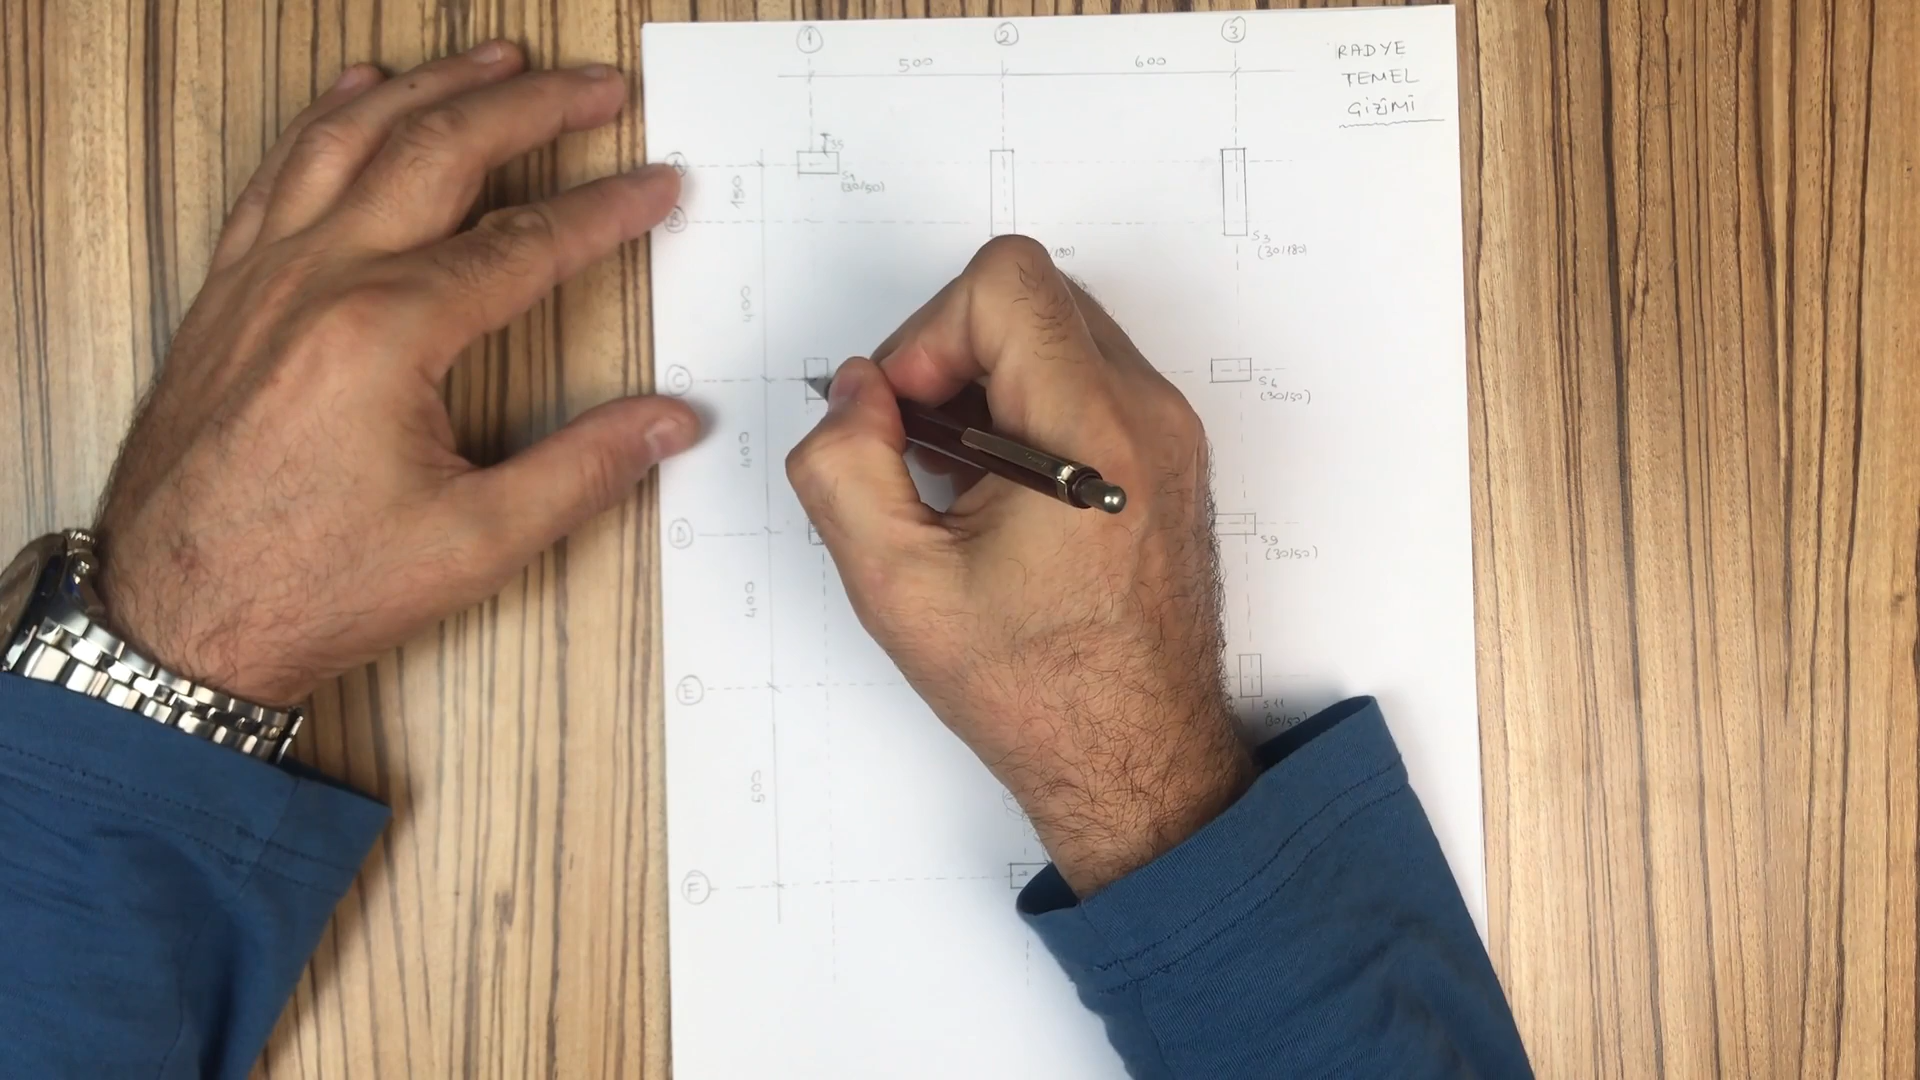 1 2 3
500 600
RADYE
TEMEL
ÇİZİMİ
35
S1
(30/50)
A
150
B
/180)
S3
(30/180)
400
C
S6
(30/50)
400
D
S9
(30/50)
400
E
S11
(30/50)
500
F